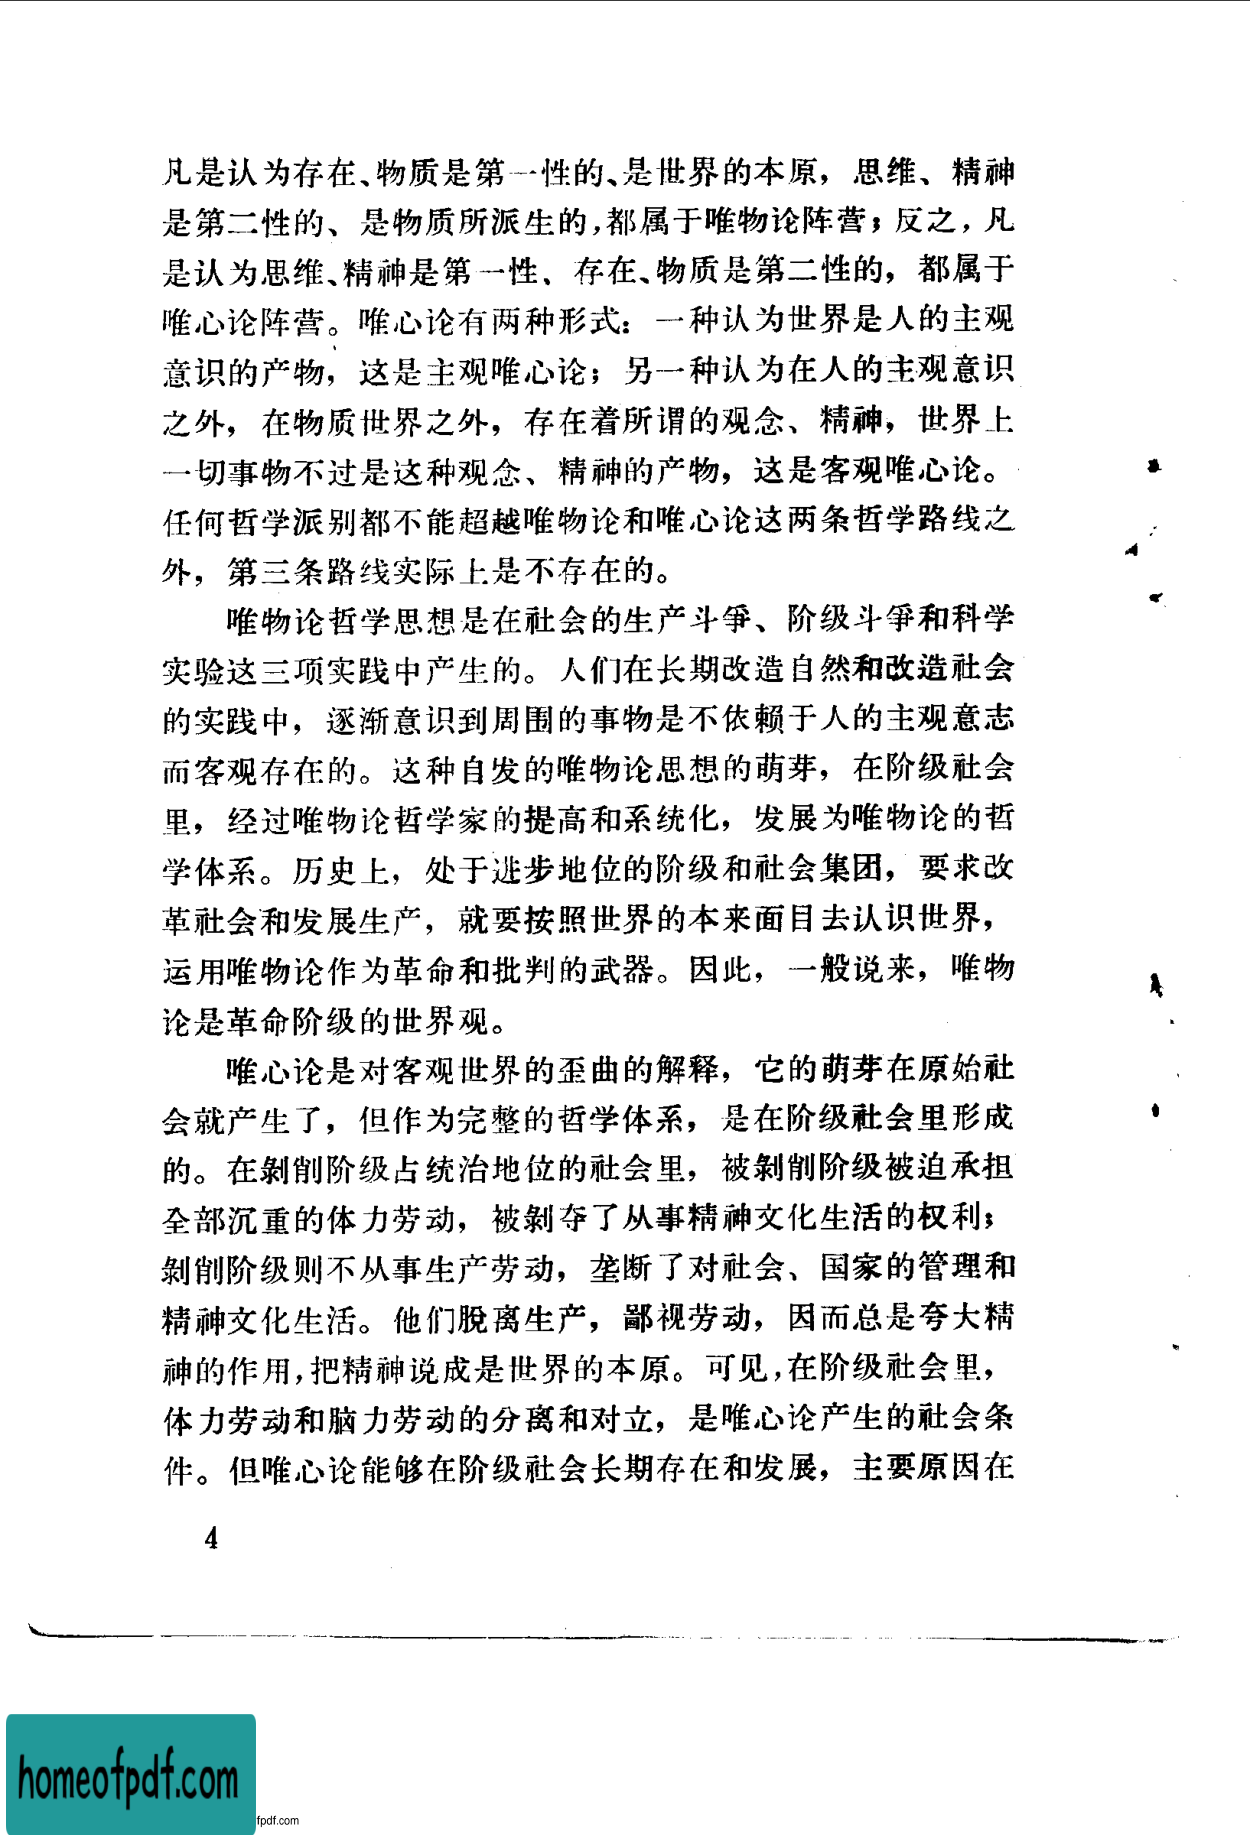 凡是认为存在、物质是第一性的、是世界的本原，思维、精神
是第二性的、是物质所派生的，都属于唯物论阵营；反之，凡
是认为思维、精神是第一性、存在、物质是第二性的，都属于
唯心论阵营。唯心论有两种形式：一种认为世界是人的主观
意识的产物，这是主观唯心论；另一种认为在人的主观意识
之外，在物质世界之外，存在着所谓的观念、精神，世界上
一切事物不过是这种观念、精神的产物，这是客观唯心论。
任何哲学派别都不能超越唯物论和唯心论这两条哲学路线之
外，第三条路线实际上是不存在的。
唯物论哲学思想是在社会的生产斗争、阶级斗争和科学
实验这三项实践中产生的。人们在长期改造自然和改造社会
的实践中，逐渐意识到周围的事物是不依赖于人的主观意志
而客观存在的。这种自发的唯物论思想的萌芽，在阶级社会
里，经过唯物论哲学家的提高和系统化，发展为唯物论的哲
学体系。历史上，处于进步地位的阶级和社会集团，要求改
革社会和发展生产，就要按照世界的本来面目去认识世界，
运用唯物论作为革命和批判的武器。因此，一般说来，唯物
论是革命阶级的世界观。
唯心论是对客观世界的歪曲的解释，它的萌芽在原始社
会就产生了，但作为完整的哲学体系，是在阶级社会里形成
的。在剥削阶级占统治地位的社会里，被剥削阶级被迫承担
全部沉重的体力劳动，被剥夺了从事精神文化生活的权利；
剥削阶级则不从事生产劳动，垄断了对社会、国家的管理和
精神文化生活。他们脱离生产，鄙视劳动，因而总是夸大精
神的作用，把精神说成是世界的本原。可见，在阶级社会里，
体力劳动和脑力劳动的分离和对立，是唯心论产生的社会条
件。但唯心论能够在阶级社会长期存在和发展，主要原因在
4
homeofpdf.com
fpdf.com